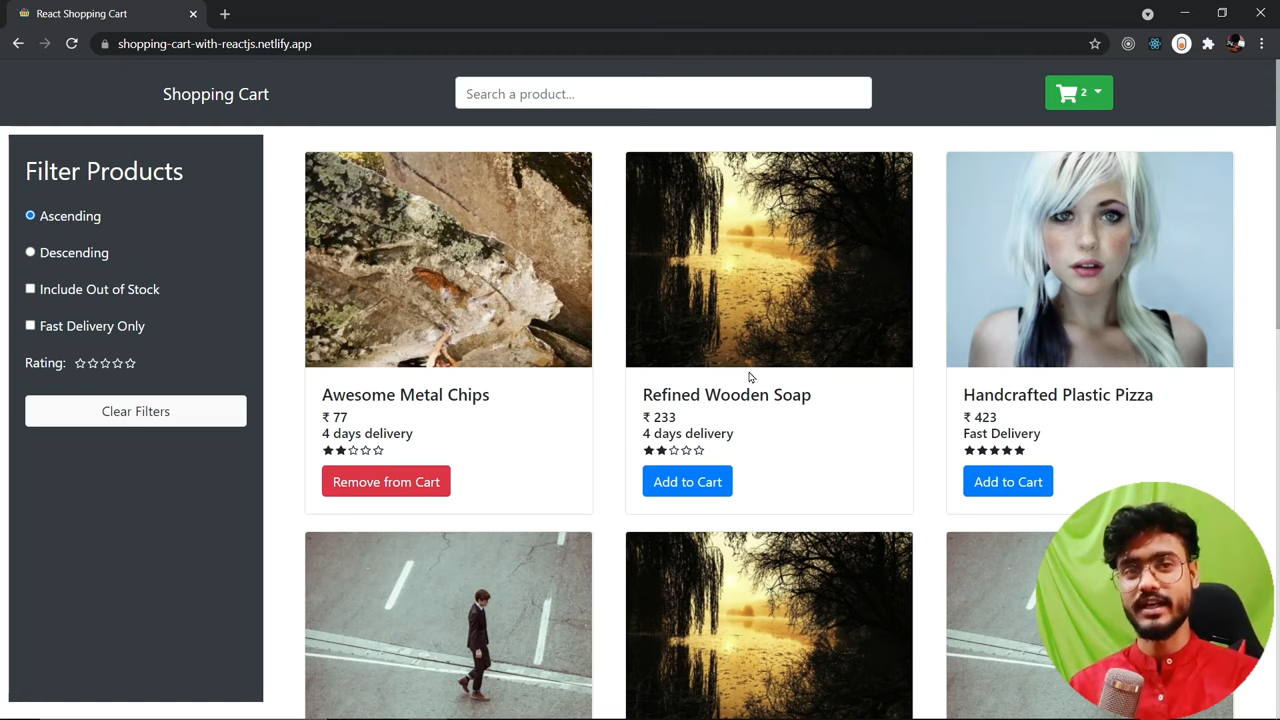 React Shopping Cart
shopping-cart-with-reactjs.netlify.app
Shopping Cart
Search a product...
2
Filter Products
Ascending
Descending
Include Out of Stock
Fast Delivery Only
Rating:
Clear Filters
Awesome Metal Chips
₹ 77
4 days delivery
Remove from Cart
Refined Wooden Soap
₹ 233
4 days delivery
Add to Cart
Handcrafted Plastic Pizza
₹ 423
Fast Delivery
Add to Cart